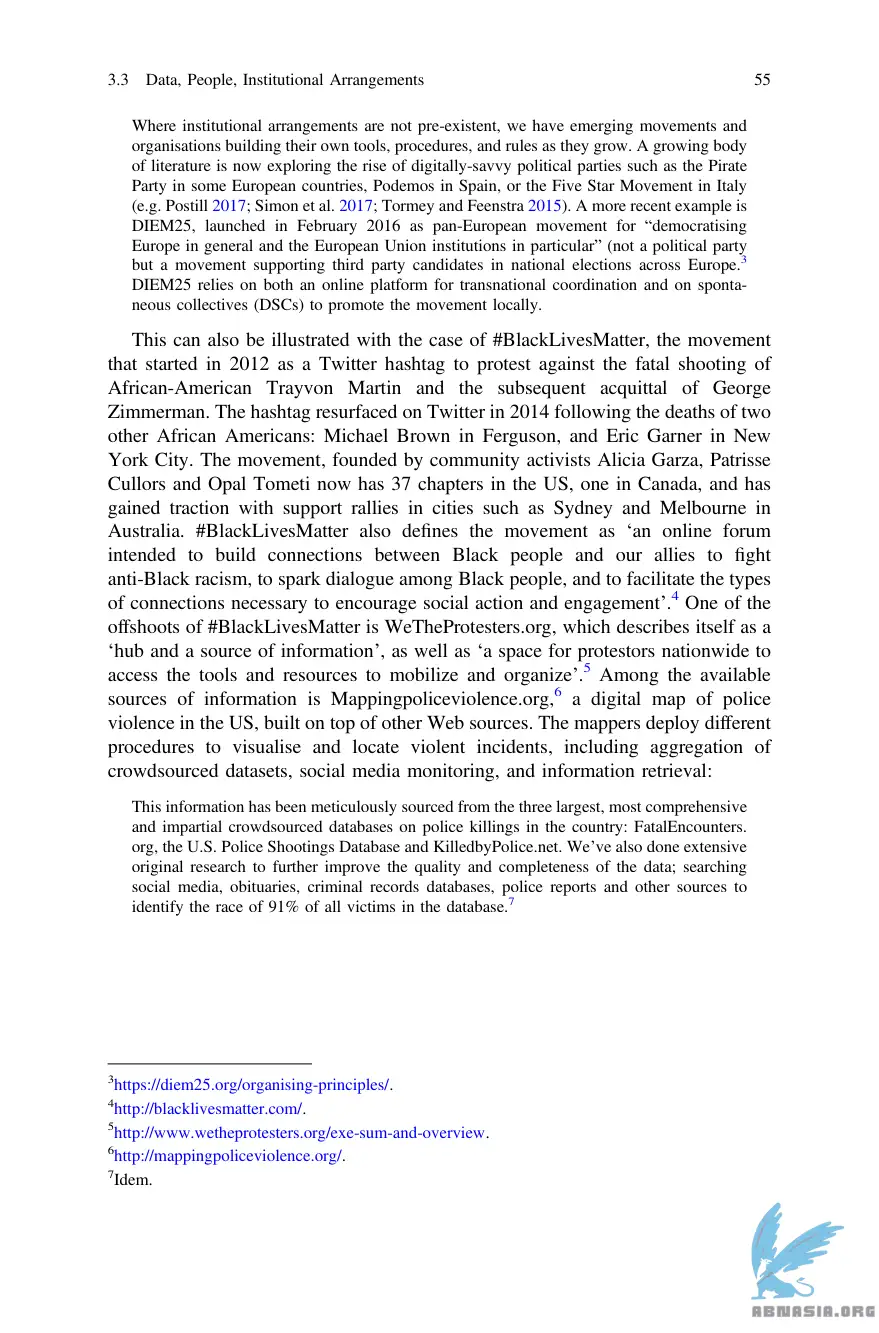 3.3 Data, People, Institutional Arrangements 55
Where institutional arrangements are not pre-existent, we have emerging movements and
organisations building their own tools, procedures, and rules as they grow. A growing body
of literature is now exploring the rise of digitally-savvy political parties such as the Pirate
Party in some European countries, Podemos in Spain, or the Five Star Movement in Italy
(e.g. Postill 2017; Simon et al. 2017; Tormey and Feenstra 2015). A more recent example is
DIEM25, launched in February 2016 as pan-European movement for “democratising
Europe in general and the European Union institutions in particular” (not a political party
but a movement supporting third party candidates in national elections across Europe.3
DIEM25 relies on both an online platform for transnational coordination and on sponta-
neous collectives (DSCs) to promote the movement locally.
This can also be illustrated with the case of #BlackLivesMatter, the movement
that started in 2012 as a Twitter hashtag to protest against the fatal shooting of
African-American Trayvon Martin and the subsequent acquittal of George
Zimmerman. The hashtag resurfaced on Twitter in 2014 following the deaths of two
other African Americans: Michael Brown in Ferguson, and Eric Garner in New
York City. The movement, founded by community activists Alicia Garza, Patrisse
Cullors and Opal Tometi now has 37 chapters in the US, one in Canada, and has
gained traction with support rallies in cities such as Sydney and Melbourne in
Australia. #BlackLivesMatter also defines the movement as ‘an online forum
intended to build connections between Black people and our allies to fight
anti-Black racism, to spark dialogue among Black people, and to facilitate the types
of connections necessary to encourage social action and engagement’.4 One of the
offshoots of #BlackLivesMatter is WeTheProtesters.org, which describes itself as a
‘hub and a source of information’, as well as ‘a space for protestors nationwide to
access the tools and resources to mobilize and organize’.5 Among the available
sources of information is Mappingpoliceviolence.org,6 a digital map of police
violence in the US, built on top of other Web sources. The mappers deploy different
procedures to visualise and locate violent incidents, including aggregation of
crowdsourced datasets, social media monitoring, and information retrieval:
This information has been meticulously sourced from the three largest, most comprehensive
and impartial crowdsourced databases on police killings in the country: FatalEncounters.
org, the U.S. Police Shootings Database and KilledbyPolice.net. We’ve also done extensive
original research to further improve the quality and completeness of the data; searching
social media, obituaries, criminal records databases, police reports and other sources to
identify the race of 91% of all victims in the database.7
3https://diem25.org/organising-principles/.
4http://blacklivesmatter.com/.
5http://www.wetheprotesters.org/exe-sum-and-overview.
6http://mappingpoliceviolence.org/.
7Idem.
ABNASIA.ORG